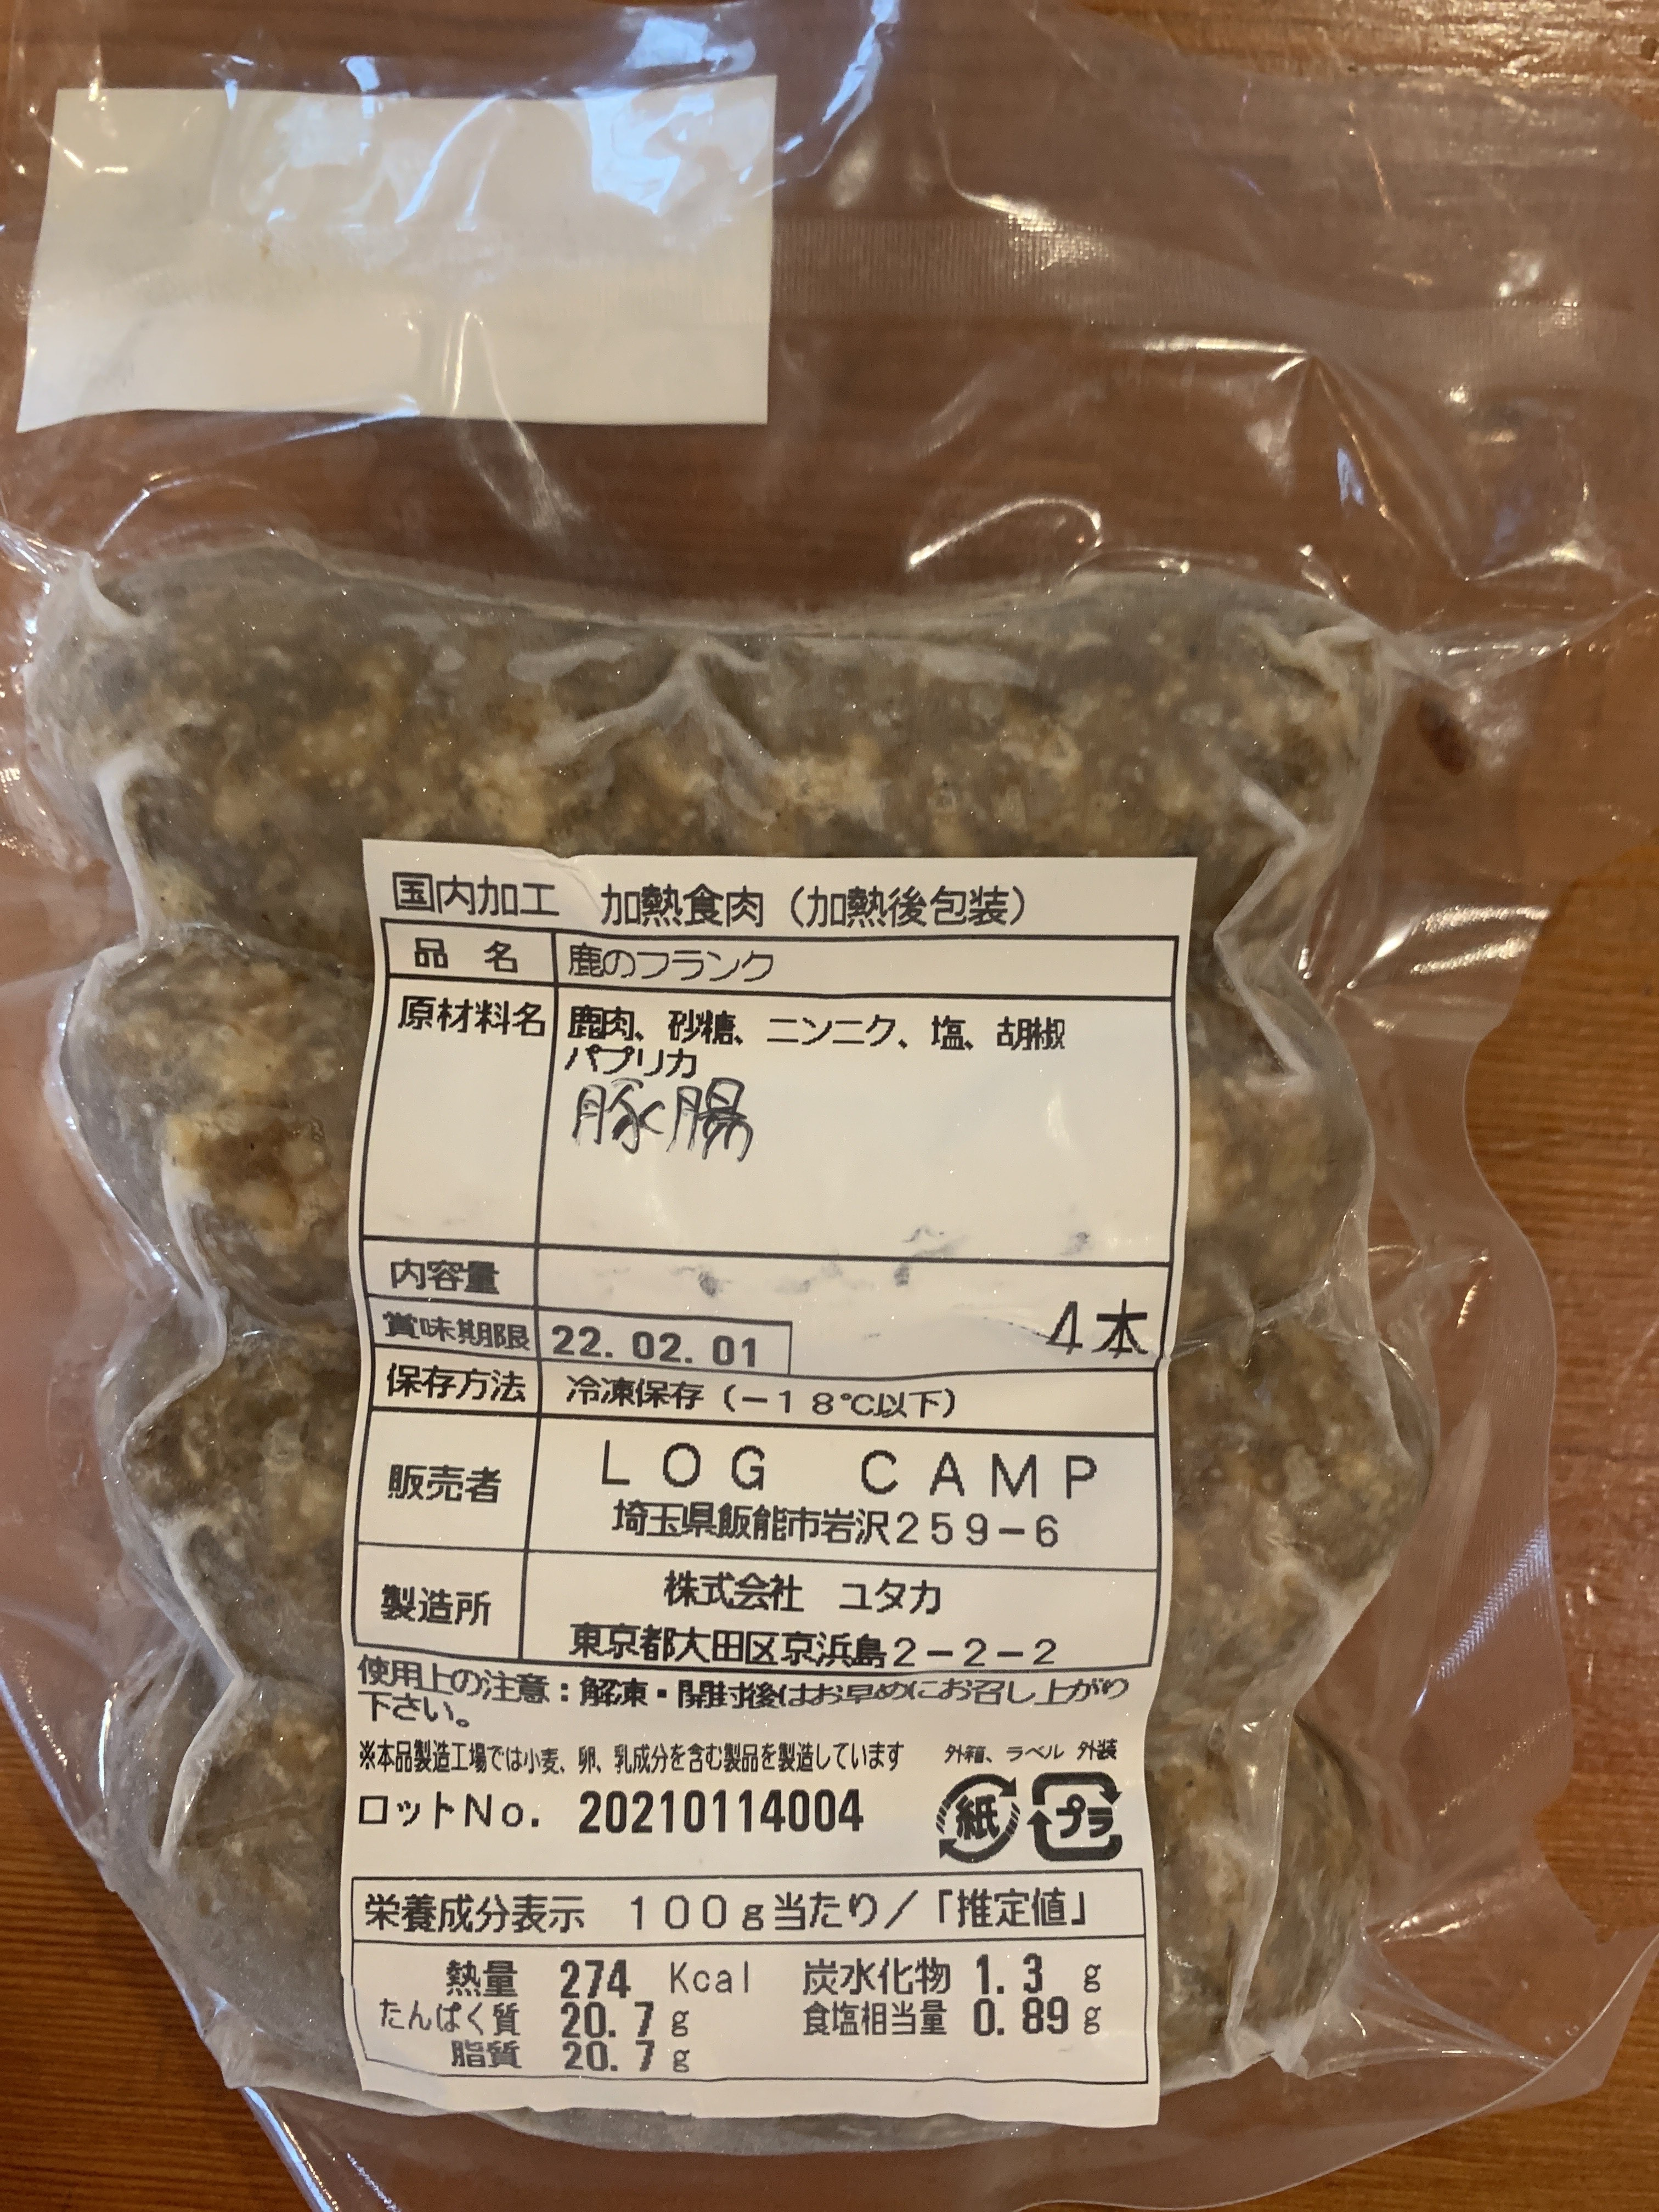 国内加工　加熱食肉（加熱後包装）
品　名　鹿のフランク
原材料名　鹿肉、砂糖、ニンニク、塩、胡椒
パプリカ
豚腸
内容量　4本
賞味期限　22.02.01
保存方法　冷凍保存（－18℃以下）
販売者　LOG　CAMP
埼玉県飯能市岩沢259－6
製造所　株式会社　ユタカ
東京都大田区京浜島2－2－2
使用上の注意：解凍・開封後はお早めにお召し上がり
下さい。
※本品製造工場では小麦、卵、乳成分を含む製品を製造しています　外箱、ラベル　外装
ロットNo. 20210114004　紙　プラ
栄養成分表示　100g当たり／「推定値」
熱量　274　Kcal　炭水化物　1.3　g
たんぱく質　20.7　g　食塩相当量　0.89　g
脂質　20.7　g